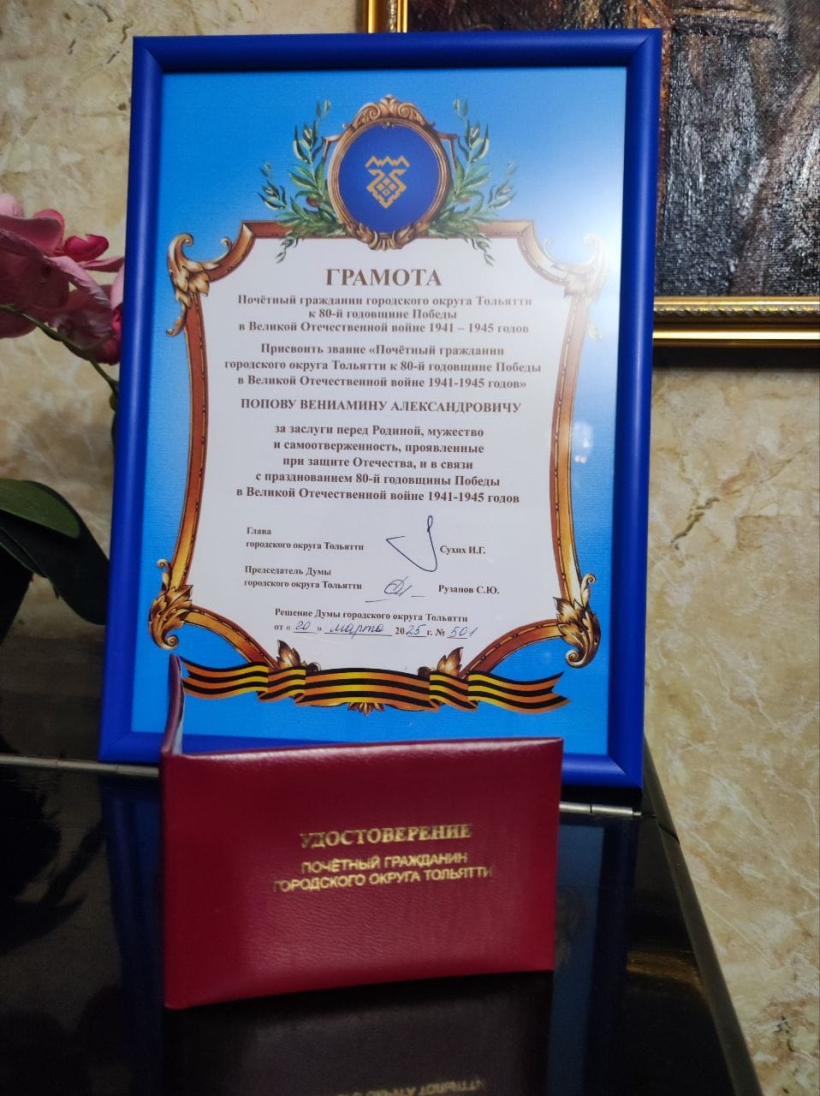 ГРАМОТА
Почётный гражданин городского округа Тольятти
к 80-й годовщине Победы
в Великой Отечественной войне 1941 – 1945 годов
Присвоить звание «Почётный гражданин
городского округа Тольятти к 80-й годовщине Победы
в Великой Отечественной войне 1941-1945 годов»
ПОПОВУ ВЕНИАМИНУ АЛЕКСАНДРОВИЧУ
за заслуги перед Родиной, мужество
и самоотверженность, проявленные
при защите Отечества, и в связи
с празднованием 80-й годовщины Победы
в Великой Отечественной войне 1941-1945 годов
Глава
городского округа Тольятти Сухих И.Г.
Председатель Думы
городского округа Тольятти Рузанов С.Ю.
Решение Думы городского округа Тольятти
от « 20 » марта 2025 г. № 501
УДОСТОВЕРЕНИЕ
ПОЧЁТНЫЙ ГРАЖДАНИН
ГОРОДСКОГО ОКРУГА ТОЛЬЯТТИ